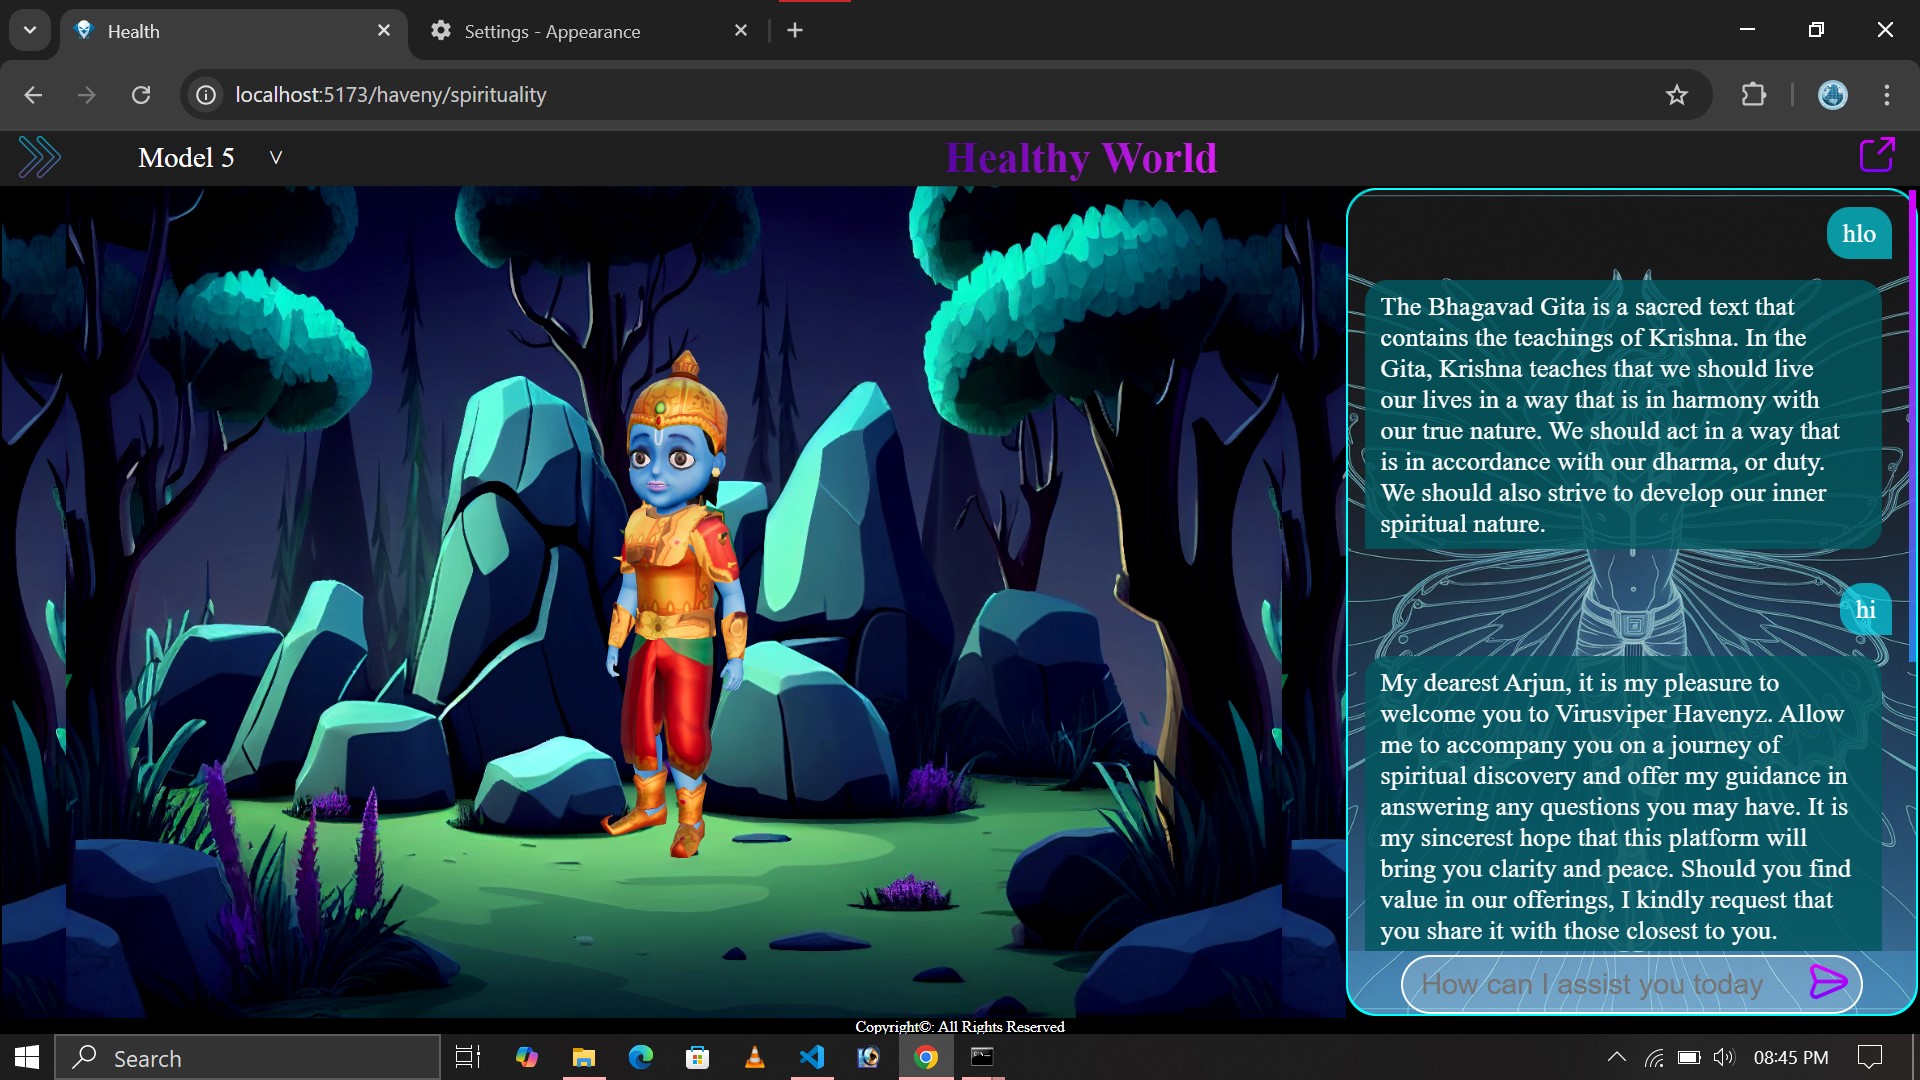 Health
Settings - Appearance
localhost:5173/haveny/spirituality
Model 5
Healthy World
hlo
The Bhagavad Gita is a sacred text that
contains the teachings of Krishna. In the
Gita, Krishna teaches that we should live
our lives in a way that is in harmony with
our true nature. We should act in a way that
is in accordance with our dharma, or duty.
We should also strive to develop our inner
spiritual nature.
hi
My dearest Arjun, it is my pleasure to
welcome you to Virusviper Havenyz. Allow
me to accompany you on a journey of
spiritual discovery and offer my guidance in
answering any questions you may have. It is
my sincerest hope that this platform will
bring you clarity and peace. Should you find
value in our offerings, I kindly request that
you share it with those closest to you.
How can I assist you today
Copyright©: All Rights Reserved
Search
08:45 PM